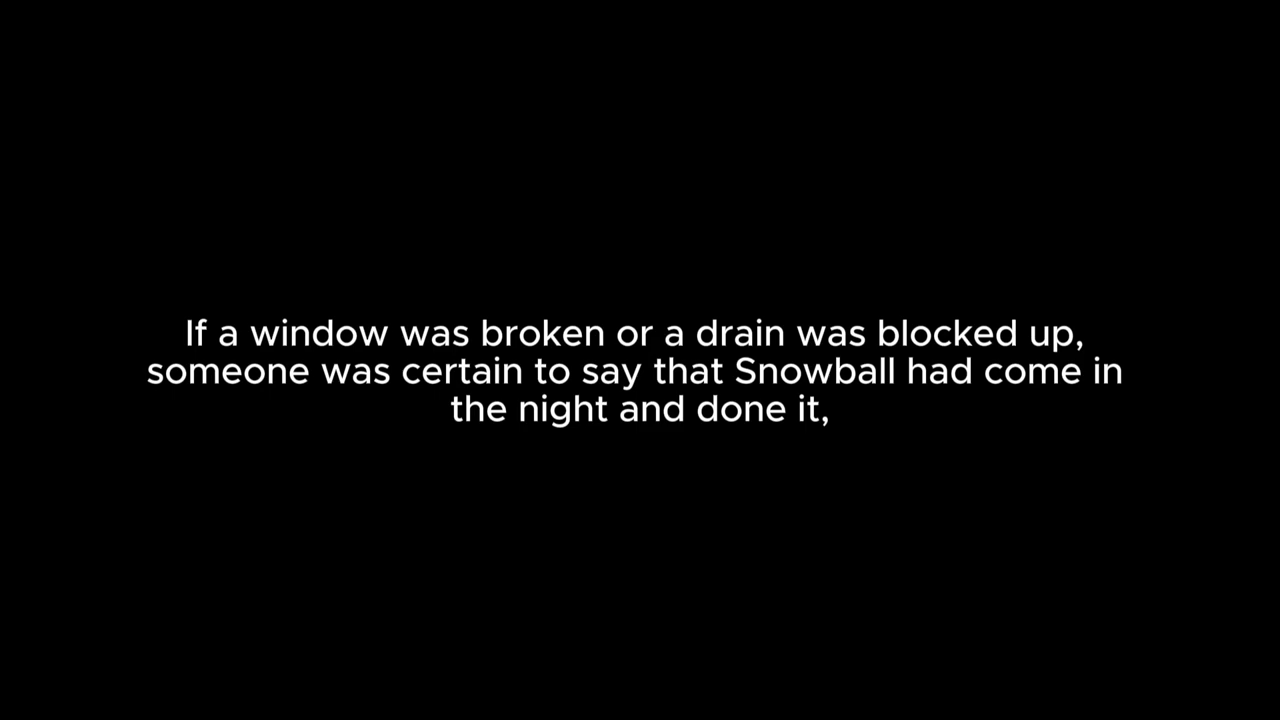 If a window was broken or a drain was blocked up,
someone was certain to say that Snowball had come in
the night and done it,